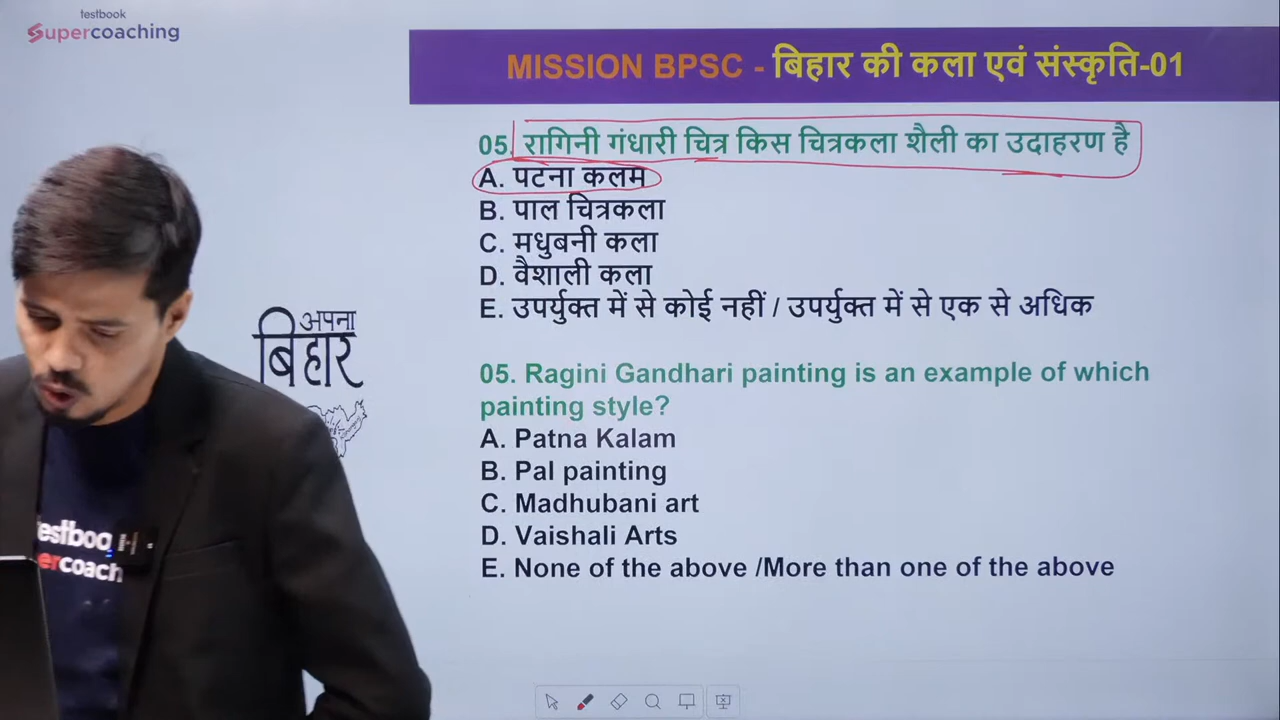 testbook
Supercoaching
MISSION BPSC - बिहार की कला एवं संस्कृति-01
05. रागिनी गंधारी चित्र किस चित्रकला शैली का उदाहरण है
A. पटना कलम
B. पाल चित्रकला
C. मधुबनी कला
D. वैशाली कला
E. उपर्युक्त में से कोई नहीं / उपर्युक्त में से एक से अधिक
अपना
बिहार
05. Ragini Gandhari painting is an example of which
painting style?
A. Patna Kalam
B. Pal painting
C. Madhubani art
D. Vaishali Arts
E. None of the above /More than one of the above
testboo
ercoach